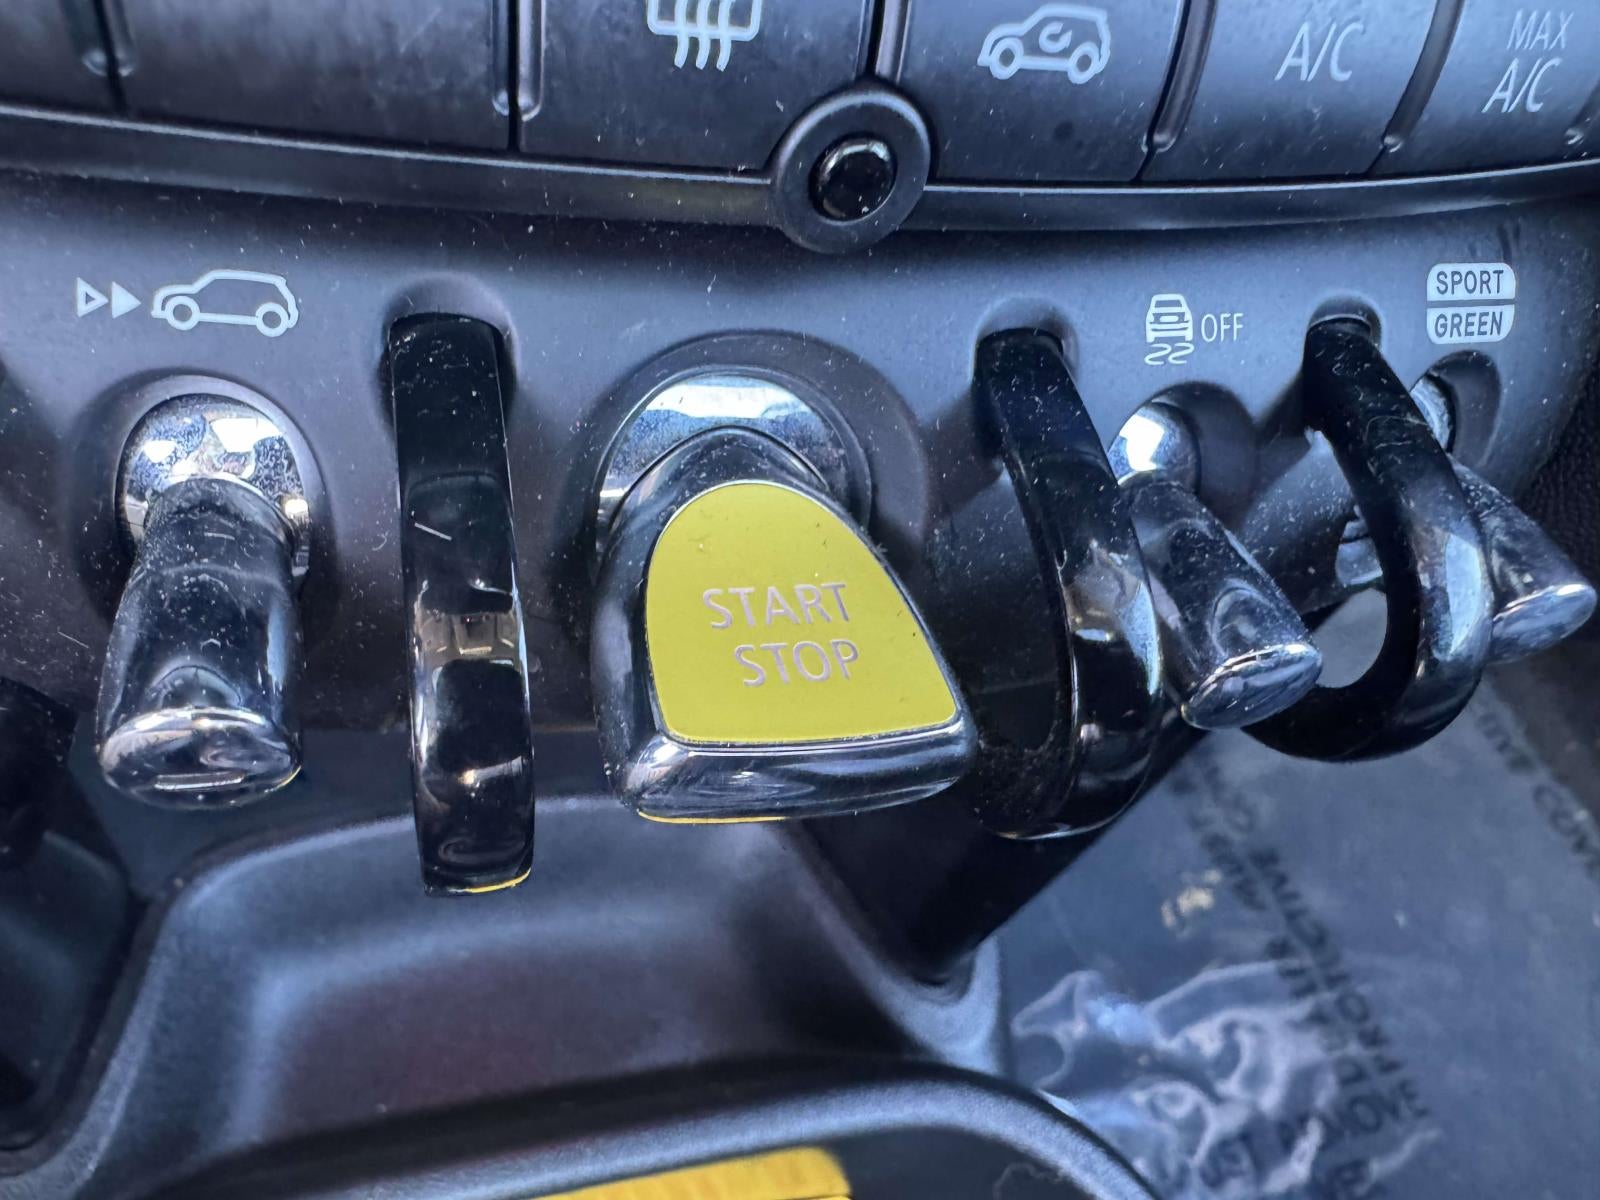 A/C
MAX
A/C
SPORT
GREEN
OFF
START
STOP